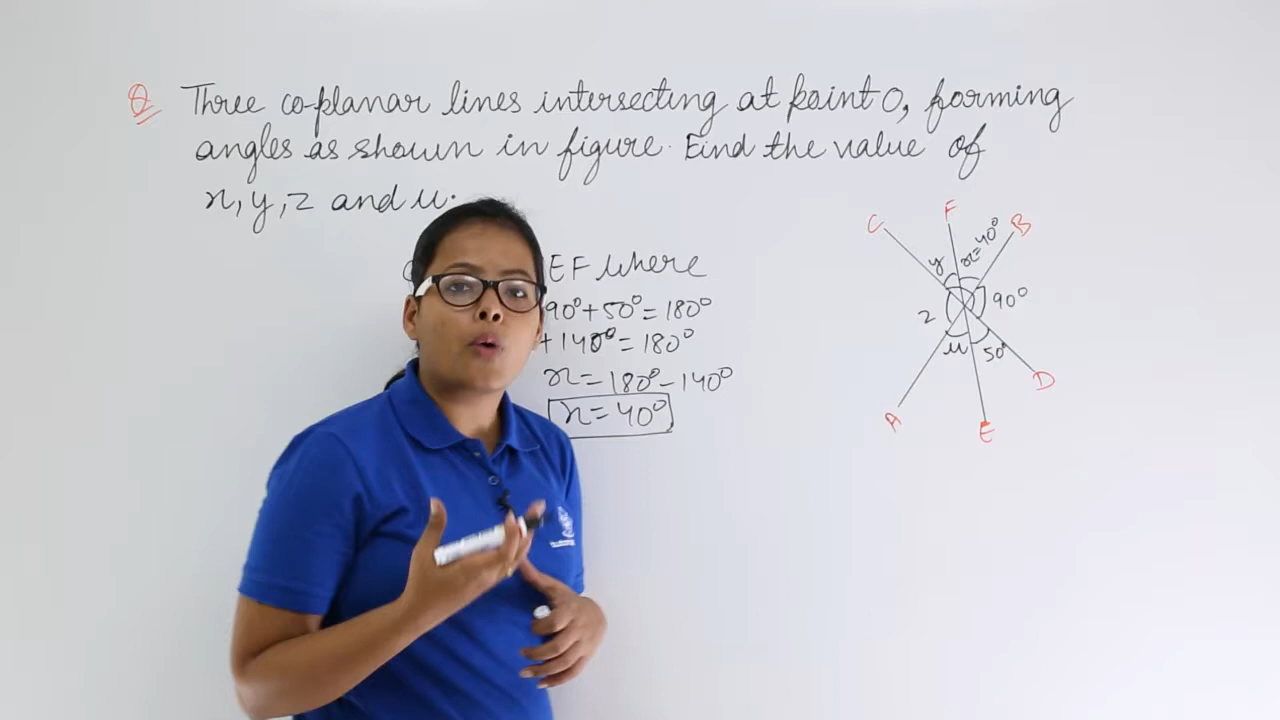 Q Three co-planar lines intersecting at point O, forming
angles as shown in figure. Find the value of
x, y, z and u.
EF where
90°+50°=180°
+140°=180°
x=180°-140°
x=40°
C
F
B
y
x=40°
90°
z
u
50°
D
A
E